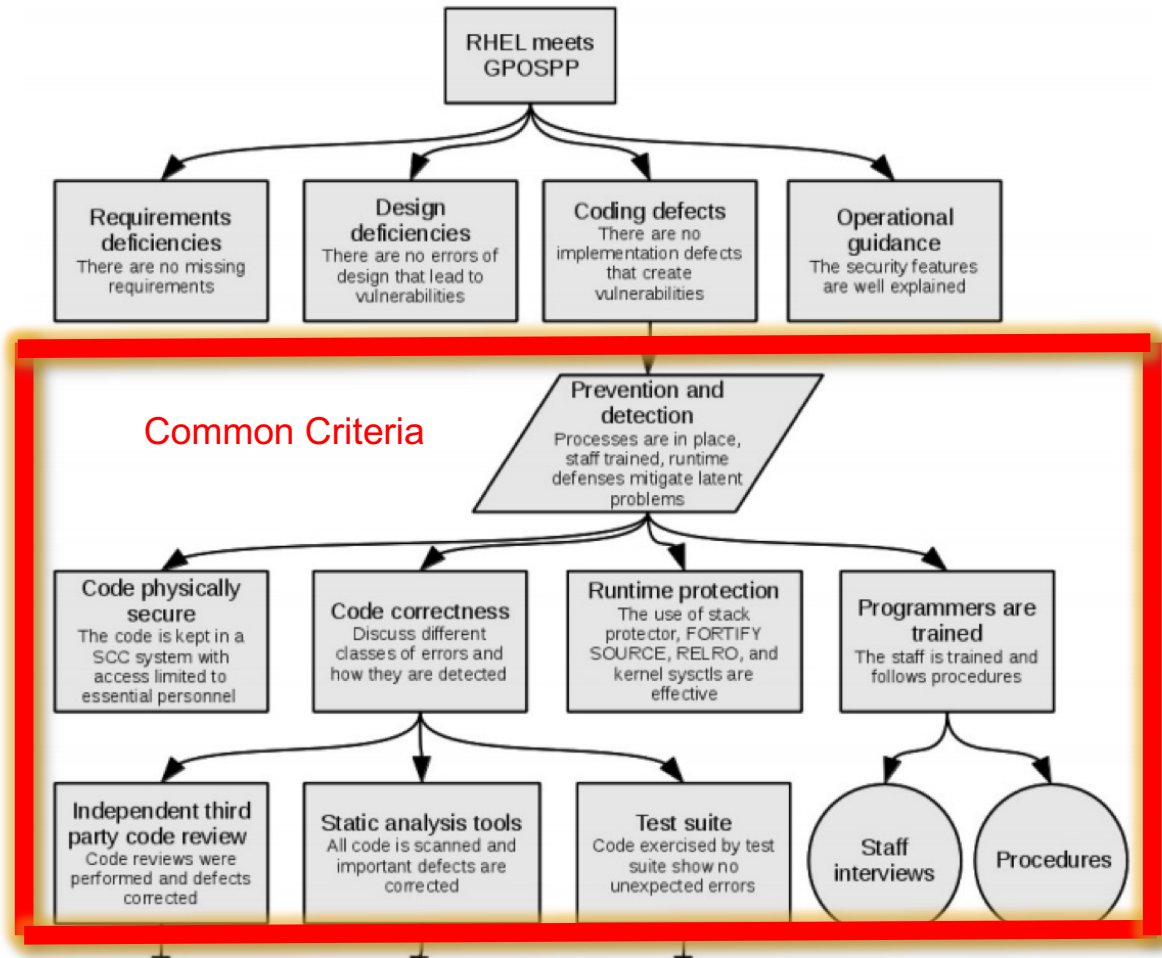 RHEL meets
GPOSPP
Requirements
deficiencies
There are no missing
requirements
Design
deficiencies
There are no errors of
design that lead to
vulnerabilities
Coding defects
There are no
implementation defects
that create
vulnerabilities
Operational
guidance
The security features
are well explained
Common Criteria
Prevention and
detection
Processes are in place,
staff trained, runtime
defenses mitigate latent
problems
Code physically
secure
The code is kept in a
SCC system with
access limited to
essential personnel
Code correctness
Discuss different
classes of errors and
how they are detected
Runtime protection
The use of stack
protector, FORTIFY
SOURCE, RELRO, and
kernel sysctls are
effective
Programmers are
trained
The staff is trained and
follows procedures
Independent third
party code review
Code reviews were
performed and defects
corrected
Static analysis tools
All code is scanned and
important defects are
corrected
Test suite
Code exercised by test
suite show no
unexpected errors
Staff
interviews
Procedures